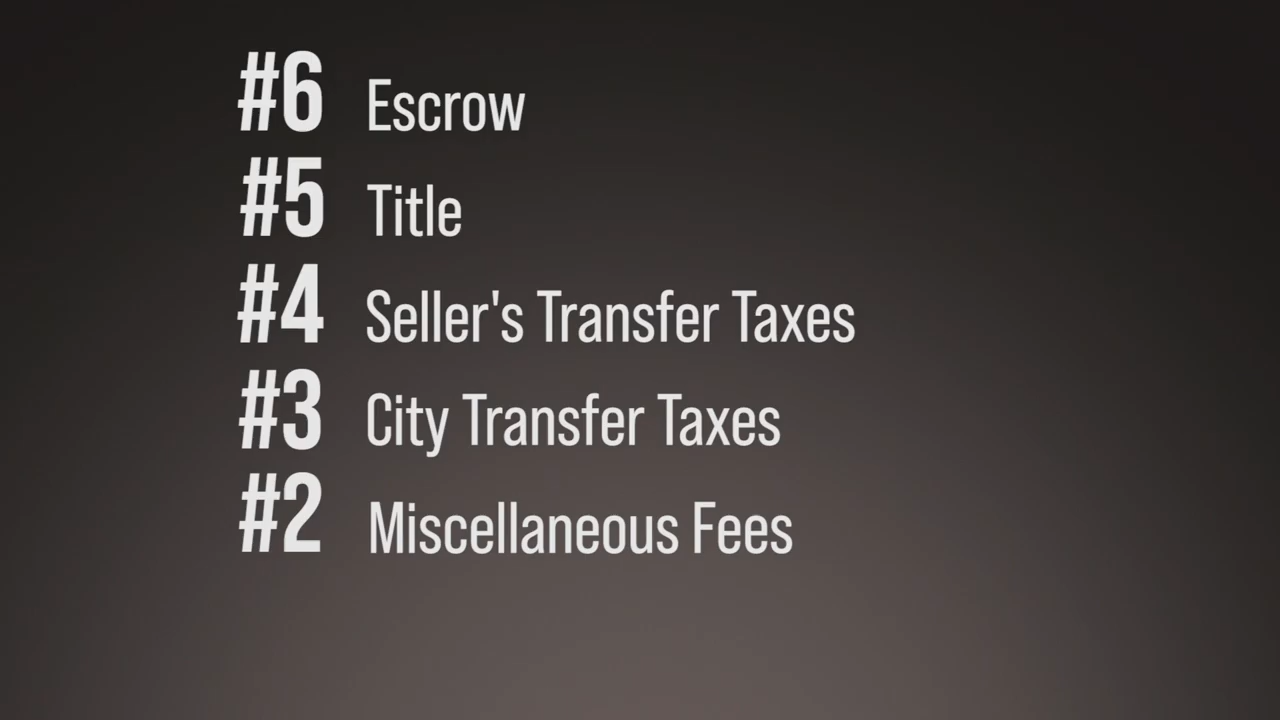 #6 Escrow
#5 Title
#4 Seller's Transfer Taxes
#3 City Transfer Taxes
#2 Miscellaneous Fees